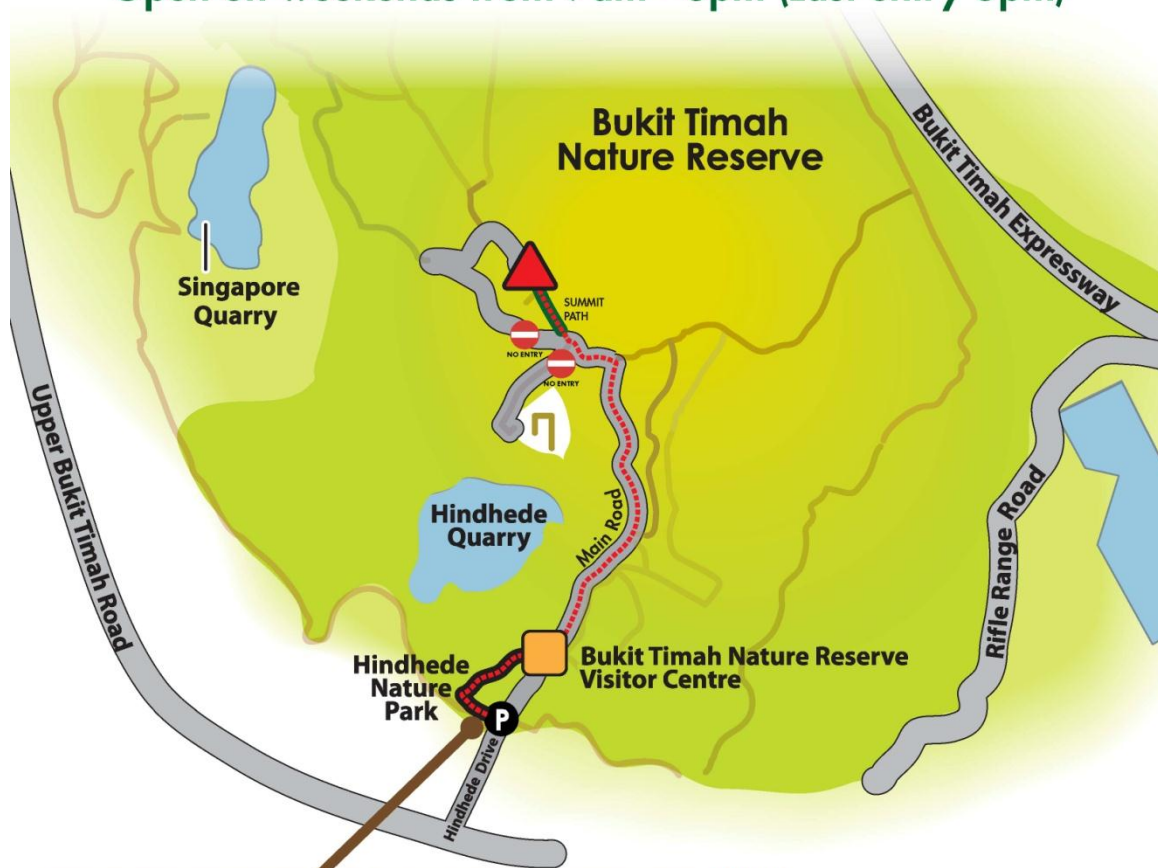 Bukit Timah
Nature Reserve
Bukit Timah Expressway
Singapore
Quarry
SUMMIT
PATH
NO ENTRY
NO ENTRY
Upper Bukit Timah Road
Hindhede
Quarry
Main Road
Rifle Range Road
Bukit Timah Nature Reserve
Visitor Centre
Hindhede
Nature
Park
P
Hindhede Drive